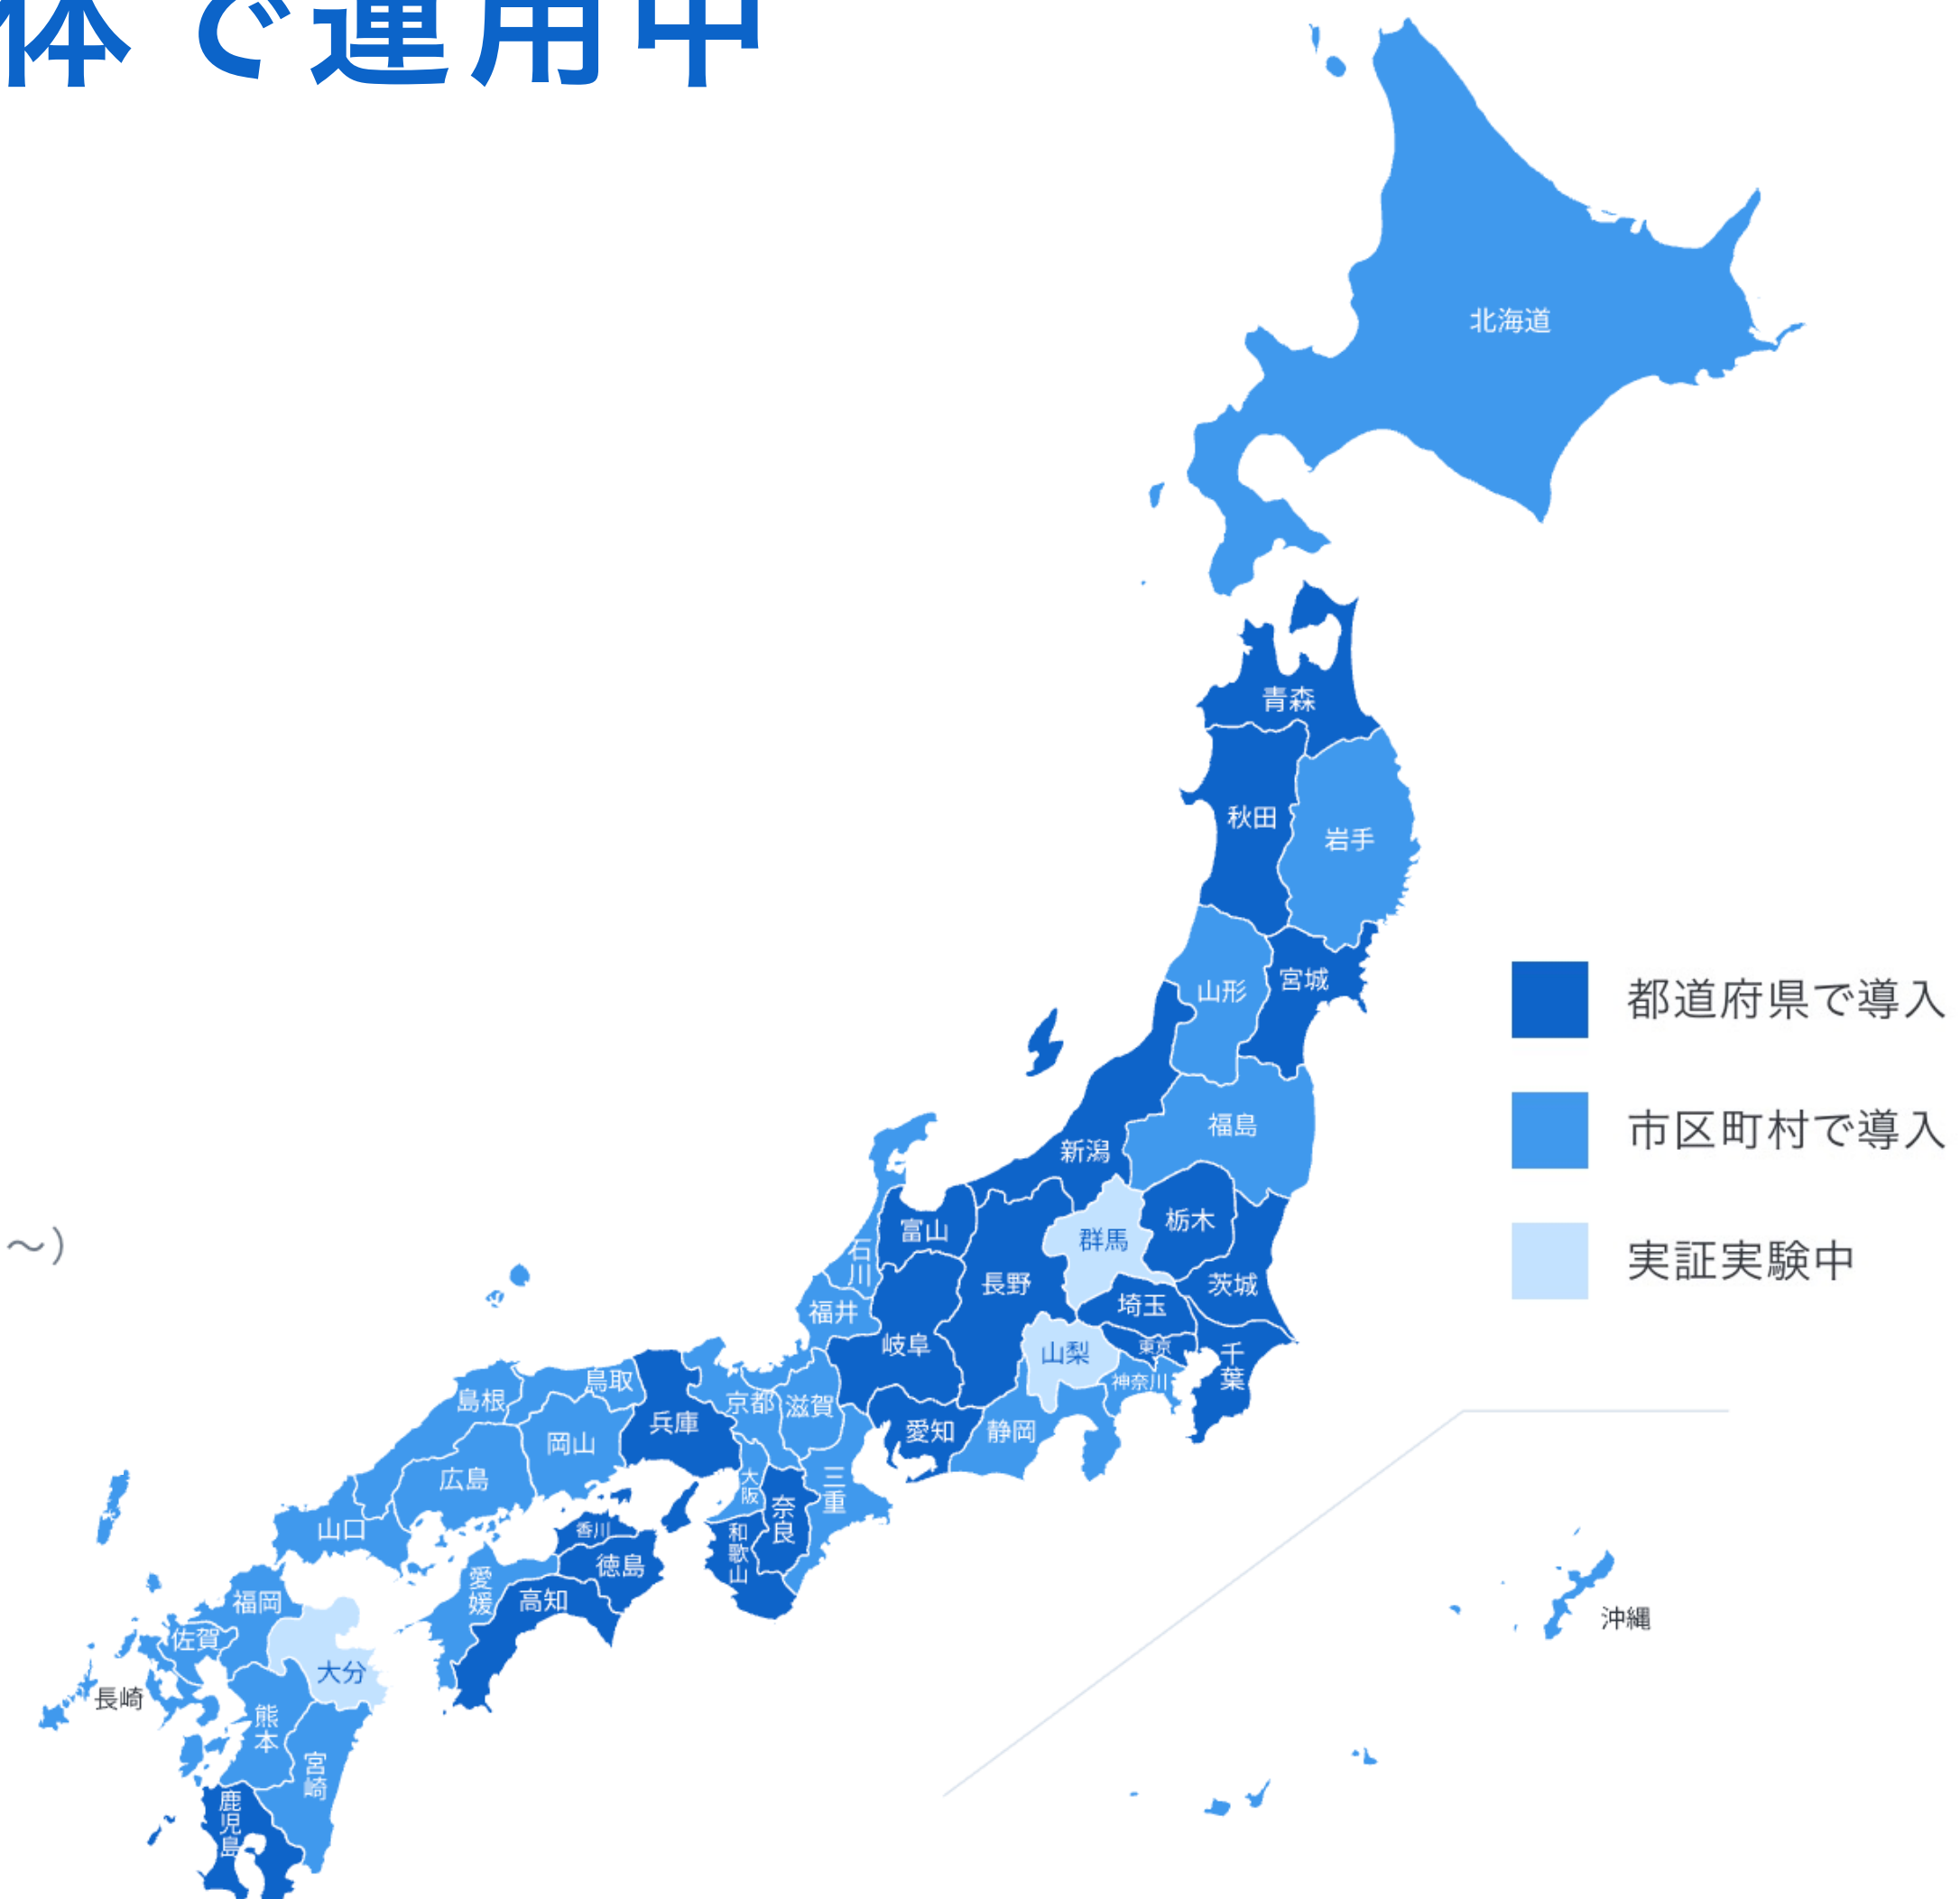 体で運用中
北海道
青森
秋田
岩手
山形
宮城
都道府県で導入
市区町村で導入
福島
新潟
栃木
富山
群馬
～)
石川
実証実験中
長野
茨城
埼玉
福井
岐阜
東京
山梨
千葉
鳥取
神奈川
島根
京都
滋賀
兵庫
愛知
静岡
岡山
広島
大阪
三重
奈良
山口
香川
和歌山
徳島
愛媛
高知
福岡
沖縄
佐賀
大分
長崎
熊本
宮崎
鹿児島